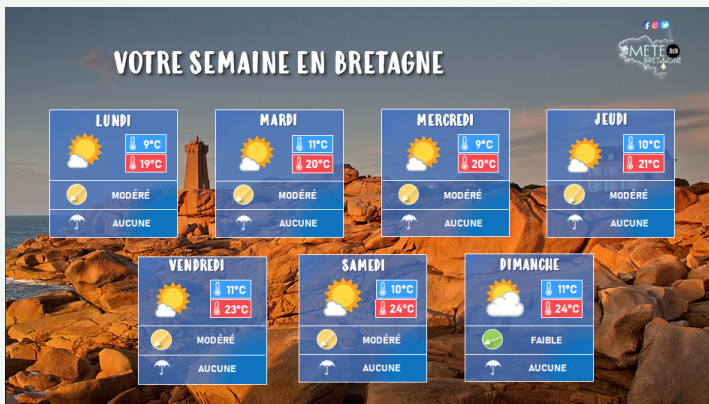 VOTRE SEMAINE EN BRETAGNE
METEO
BRETAGNE
LUNDI
9°C
19°C
MODÉRÉ
AUCUNE
MARDI
11°C
20°C
MODÉRÉ
AUCUNE
MERCREDI
9°C
20°C
MODÉRÉ
AUCUNE
JEUDI
10°C
21°C
MODÉRÉ
AUCUNE
VENDREDI
11°C
23°C
MODÉRÉ
AUCUNE
SAMEDI
10°C
24°C
MODÉRÉ
AUCUNE
DIMANCHE
11°C
24°C
FAIBLE
AUCUNE